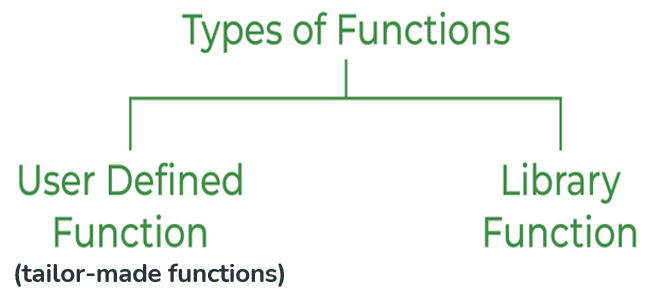 Types of Functions
User Defined
Function
(tailor-made functions)
Library
Function